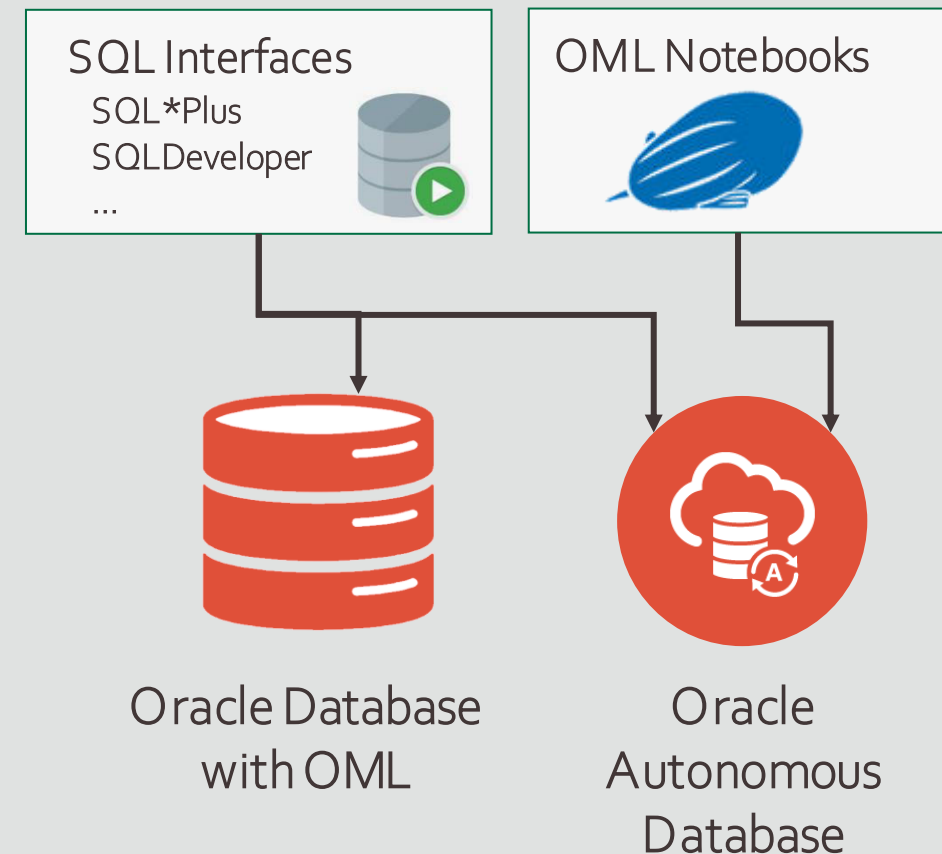 SQL Interfaces
SQL*Plus
SQLDeveloper
...
OML Notebooks
A
Oracle Database
with OML
Oracle
Autonomous
Database